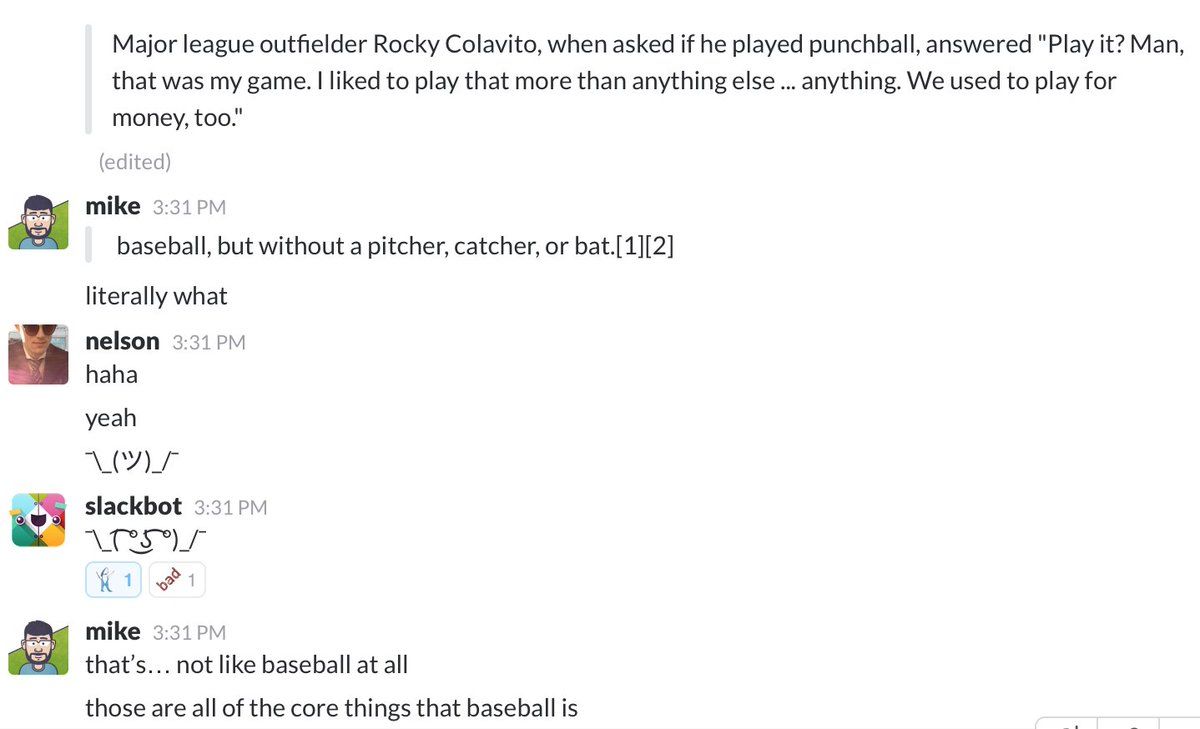 Major league outfielder Rocky Colavito, when asked if he played punchball, answered "Play it? Man,
that was my game. I liked to play that more than anything else ... anything. We used to play for
money, too."
(edited)
mike 3:31 PM
baseball, but without a pitcher, catcher, or bat.[1][2]
literally what
nelson 3:31 PM
haha
yeah
¯\_(ツ)_/¯
slackbot 3:31 PM
¯\_( ͡° ͜ʖ ͡°)_/¯
1 bad 1
mike 3:31 PM
that’s… not like baseball at all
those are all of the core things that baseball is